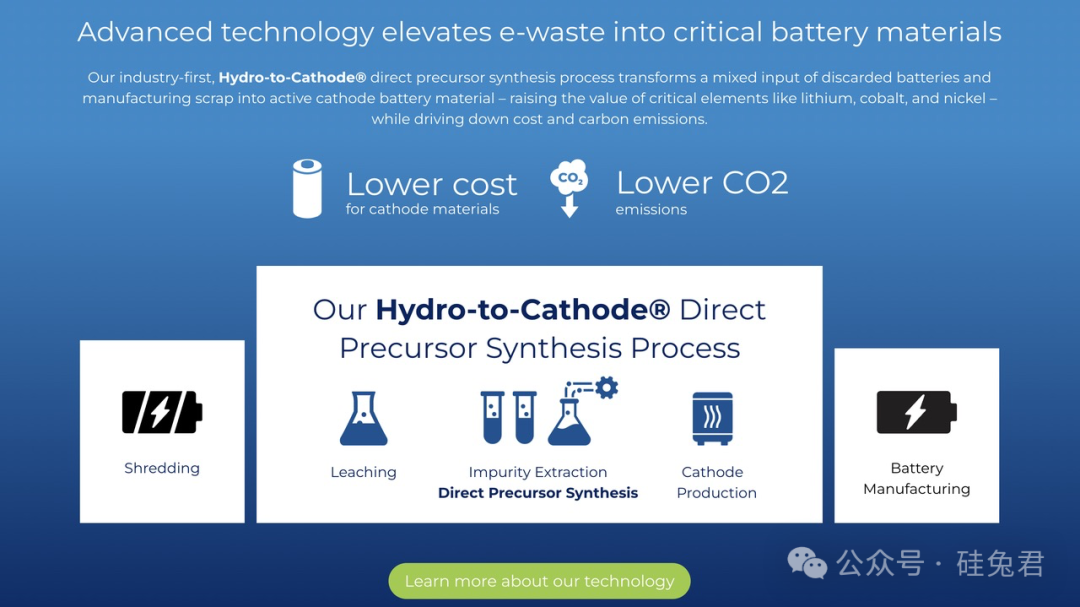 Advanced technology elevates e-waste into critical battery materials
Our industry-first, Hydro-to-Cathode® direct precursor synthesis process transforms a mixed input of discarded batteries and
manufacturing scrap into active cathode battery material – raising the value of critical elements like lithium, cobalt, and nickel –
while driving down cost and carbon emissions.
Lower cost
for cathode materials
CO₂
Lower CO2
emissions
Our Hydro-to-Cathode® Direct
Precursor Synthesis Process
Shredding
Leaching
Impurity Extraction
Direct Precursor Synthesis
Cathode
Production
Battery
Manufacturing
Learn more about our technology
公众号 · 硅兔君